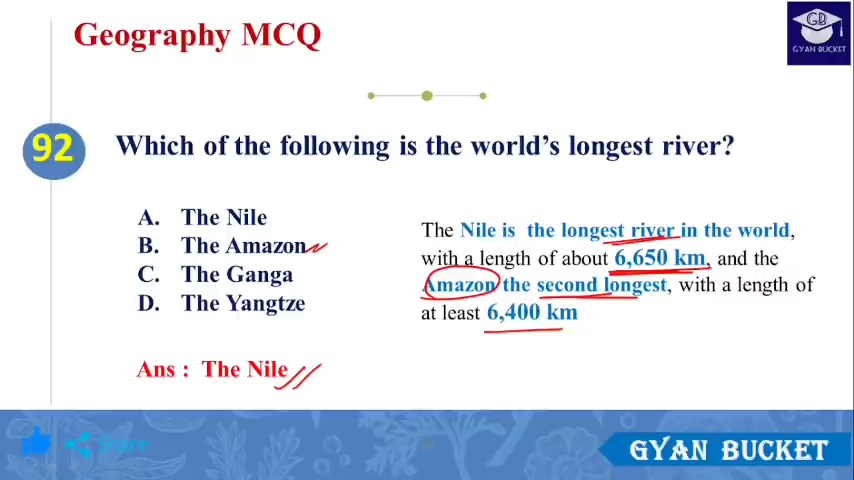 Geography MCQ
GB
GYAN BUCKET
92
Which of the following is the world's longest river?
A. The Nile
B. The Amazon
C. The Ganga
D. The Yangtze
The Nile is the longest river in the world,
with a length of about 6,650 km, and the
Amazon the second longest, with a length of
at least 6,400 km
Ans : The Nile
Share
GYAN BUCKET